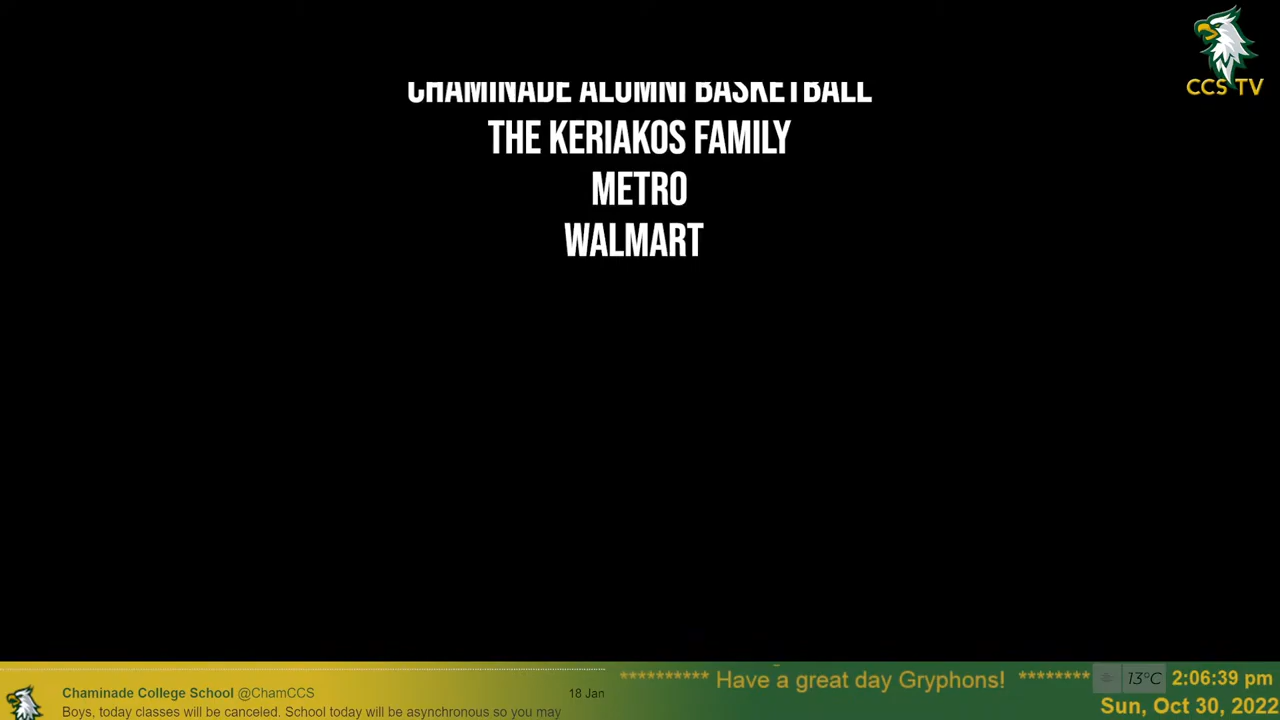 CCS TV
CHAMINADE ALUMNI BASKETBALL
THE KERIAKOS FAMILY
METRO
WALMART
Chaminade College School @ChamCCS
18 Jan
Boys, today classes will be canceled. School today will be asynchronous so you may
********** Have a great day Gryphons! ********
13°C
2:06:39 pm
Sun, Oct 30, 2022